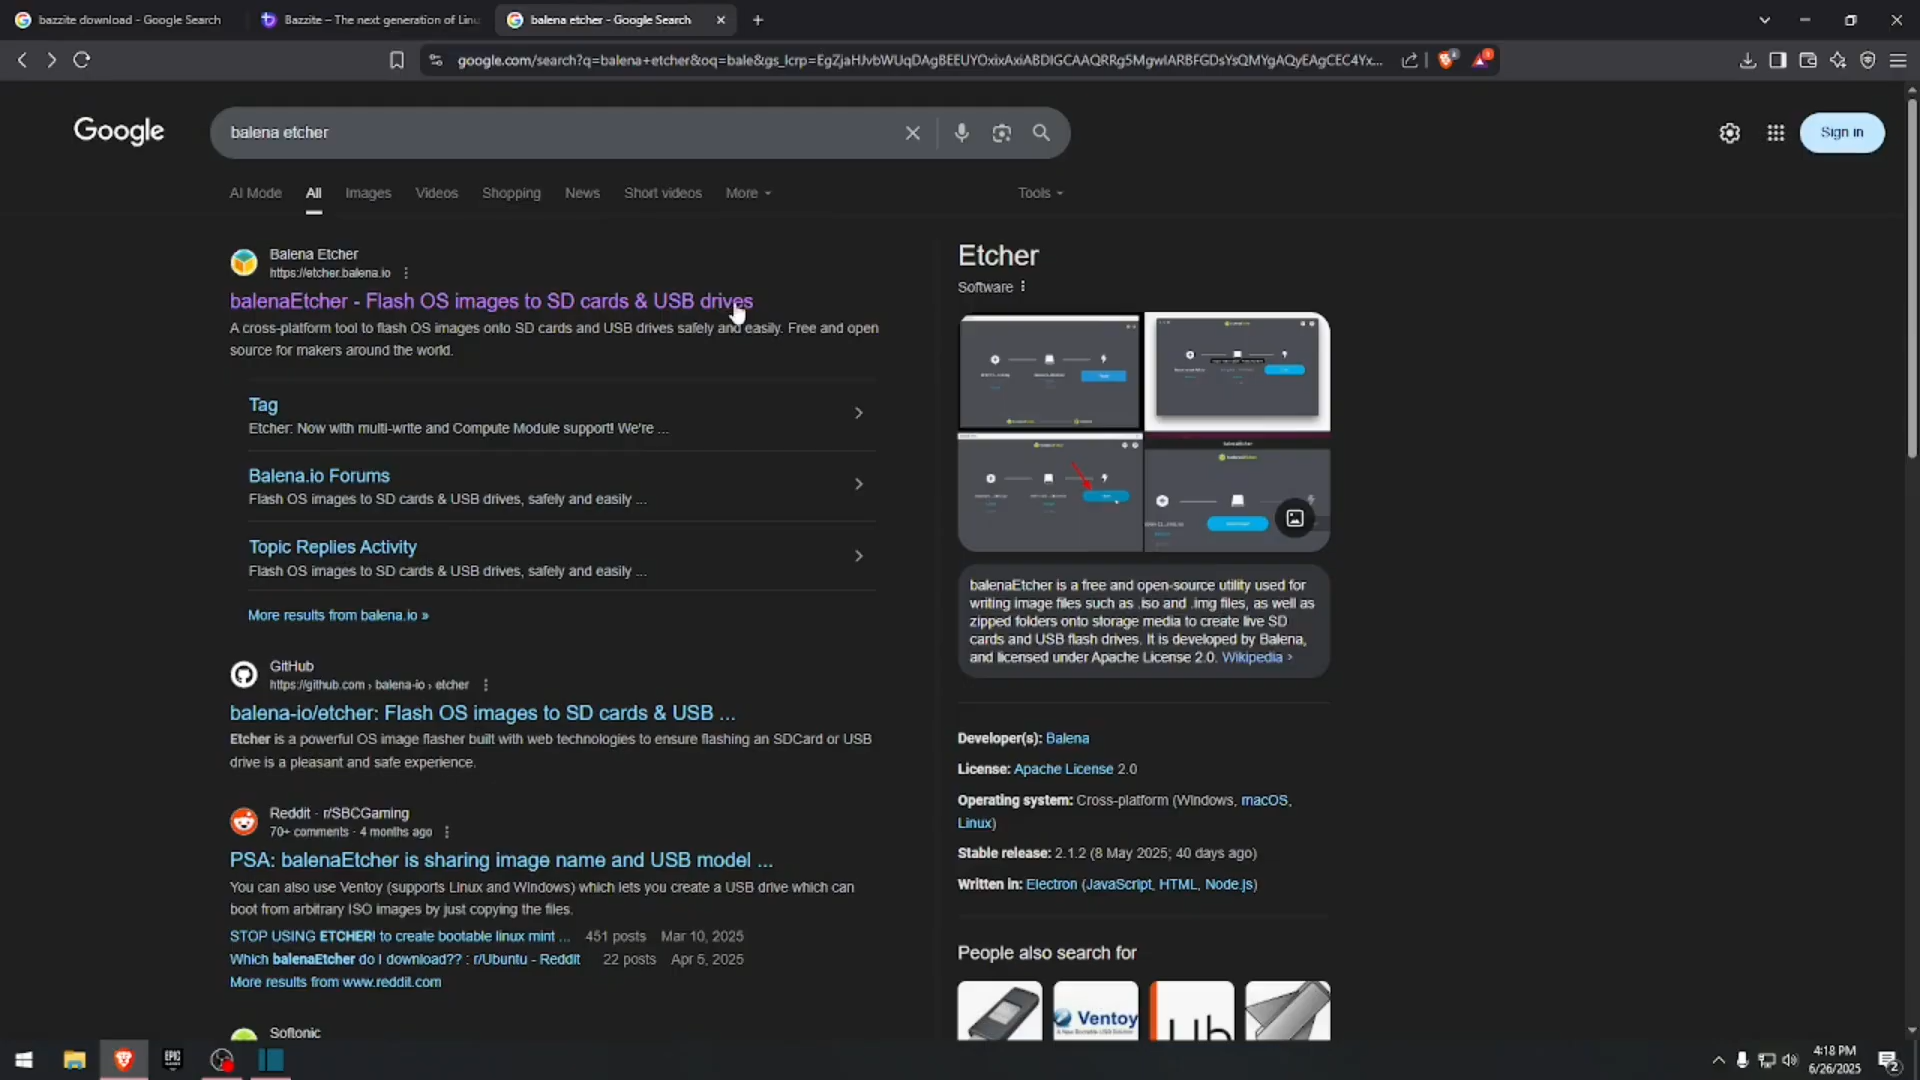 bazzite download - Google Search
Bazzite – The next generation of Linu
balena etcher - Google Search
google.com/search?q=balena+etcher&oq=bale&gs_lcrp=EgZjaHJvbWUqDAgBEEUYOxixAxiABDIGCAAQRRg5MgwIARBFGDsYsQMYgAQyEAgCEC4Yx...
Google
balena etcher
Sign in
AI Mode
All
Images
Videos
Shopping
News
Short videos
More
Tools
Balena Etcher
https://etcher.balena.io
balenaEtcher - Flash OS images to SD cards & USB drives
A cross-platform tool to flash OS images onto SD cards and USB drives safely and easily. Free and open
source for makers around the world.
Tag
Etcher: Now with multi-write and Compute Module support! We're ...
Balena.io Forums
Flash OS images to SD cards & USB drives, safely and easily ...
Topic Replies Activity
Flash OS images to SD cards & USB drives, safely and easily ...
More results from balena.io »
GitHub
https://github.com › balena-io › etcher
balena-io/etcher: Flash OS images to SD cards & USB ...
Etcher is a powerful OS image flasher built with web technologies to ensure flashing an SDCard or USB
drive is a pleasant and safe experience.
Reddit · r/SBCGaming
70+ comments · 4 months ago
PSA: balenaEtcher is sharing image name and USB model ...
You can also use Ventoy (supports Linux and Windows) which lets you create a USB drive which can
boot from arbitrary ISO images by just copying the files.
STOP USING ETCHER! to create bootable linux mint ... 451 posts Mar 10, 2025
Which balenaEtcher do I download?? : r/Ubuntu - Reddit 22 posts Apr 5, 2025
More results from www.reddit.com
Softonic
Etcher
Software
balenaEtcher is a free and open-source utility used for
writing image files such as .iso and .img files, as well as
zipped folders onto storage media to create live SD
cards and USB flash drives. It is developed by Balena,
and licensed under Apache License 2.0. Wikipedia ›
Developer(s): Balena
License: Apache License 2.0
Operating system: Cross-platform (Windows, macOS,
Linux)
Stable release: 2.1.2 (8 May 2025; 40 days ago)
Written in: Electron (JavaScript, HTML, Node.js)
People also search for
Ventoy
EPIC
4:18 PM
6/26/2025
2